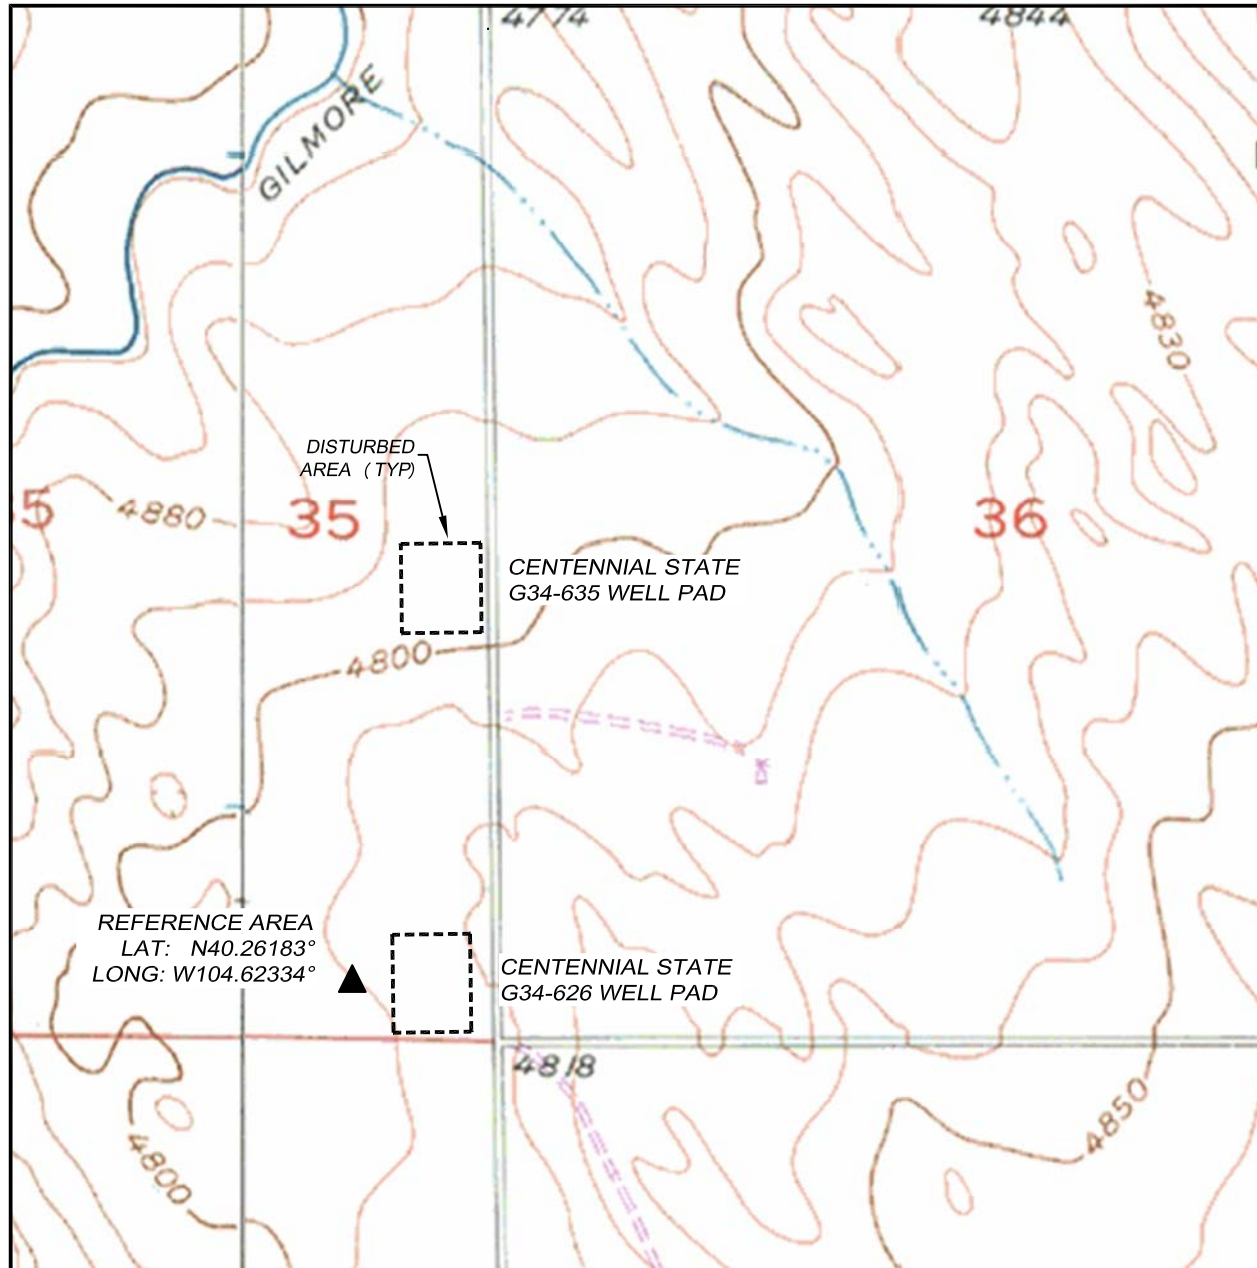 4774
4844
GILMORE
4830
DISTURBED
AREA (TYP)
5
4880
35
36
CENTENNIAL STATE
G34-635 WELL PAD
4800
REFERENCE AREA
LAT: N40.26183°
LONG: W104.62334°
CENTENNIAL STATE
G34-626 WELL PAD
4818
4850
4800